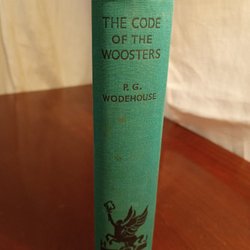 THE CODE
OF THE
WOOSTERS
P. G.
WODEHOUSE